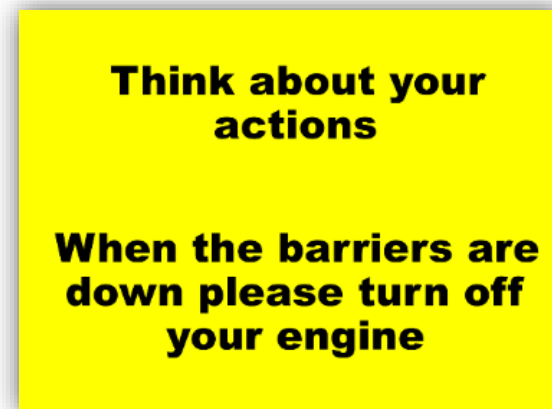 Think about your
actions
When the barriers are
down please turn off
your engine